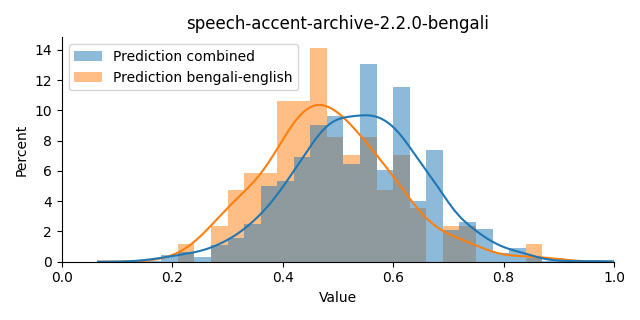 speech-accent-archive-2.2.0-bengali
Prediction combined
Prediction bengali-english
Percent
14
12
10
8
6
4
2
0
0.0 0.2 0.4 0.6 0.8 1.0
Value